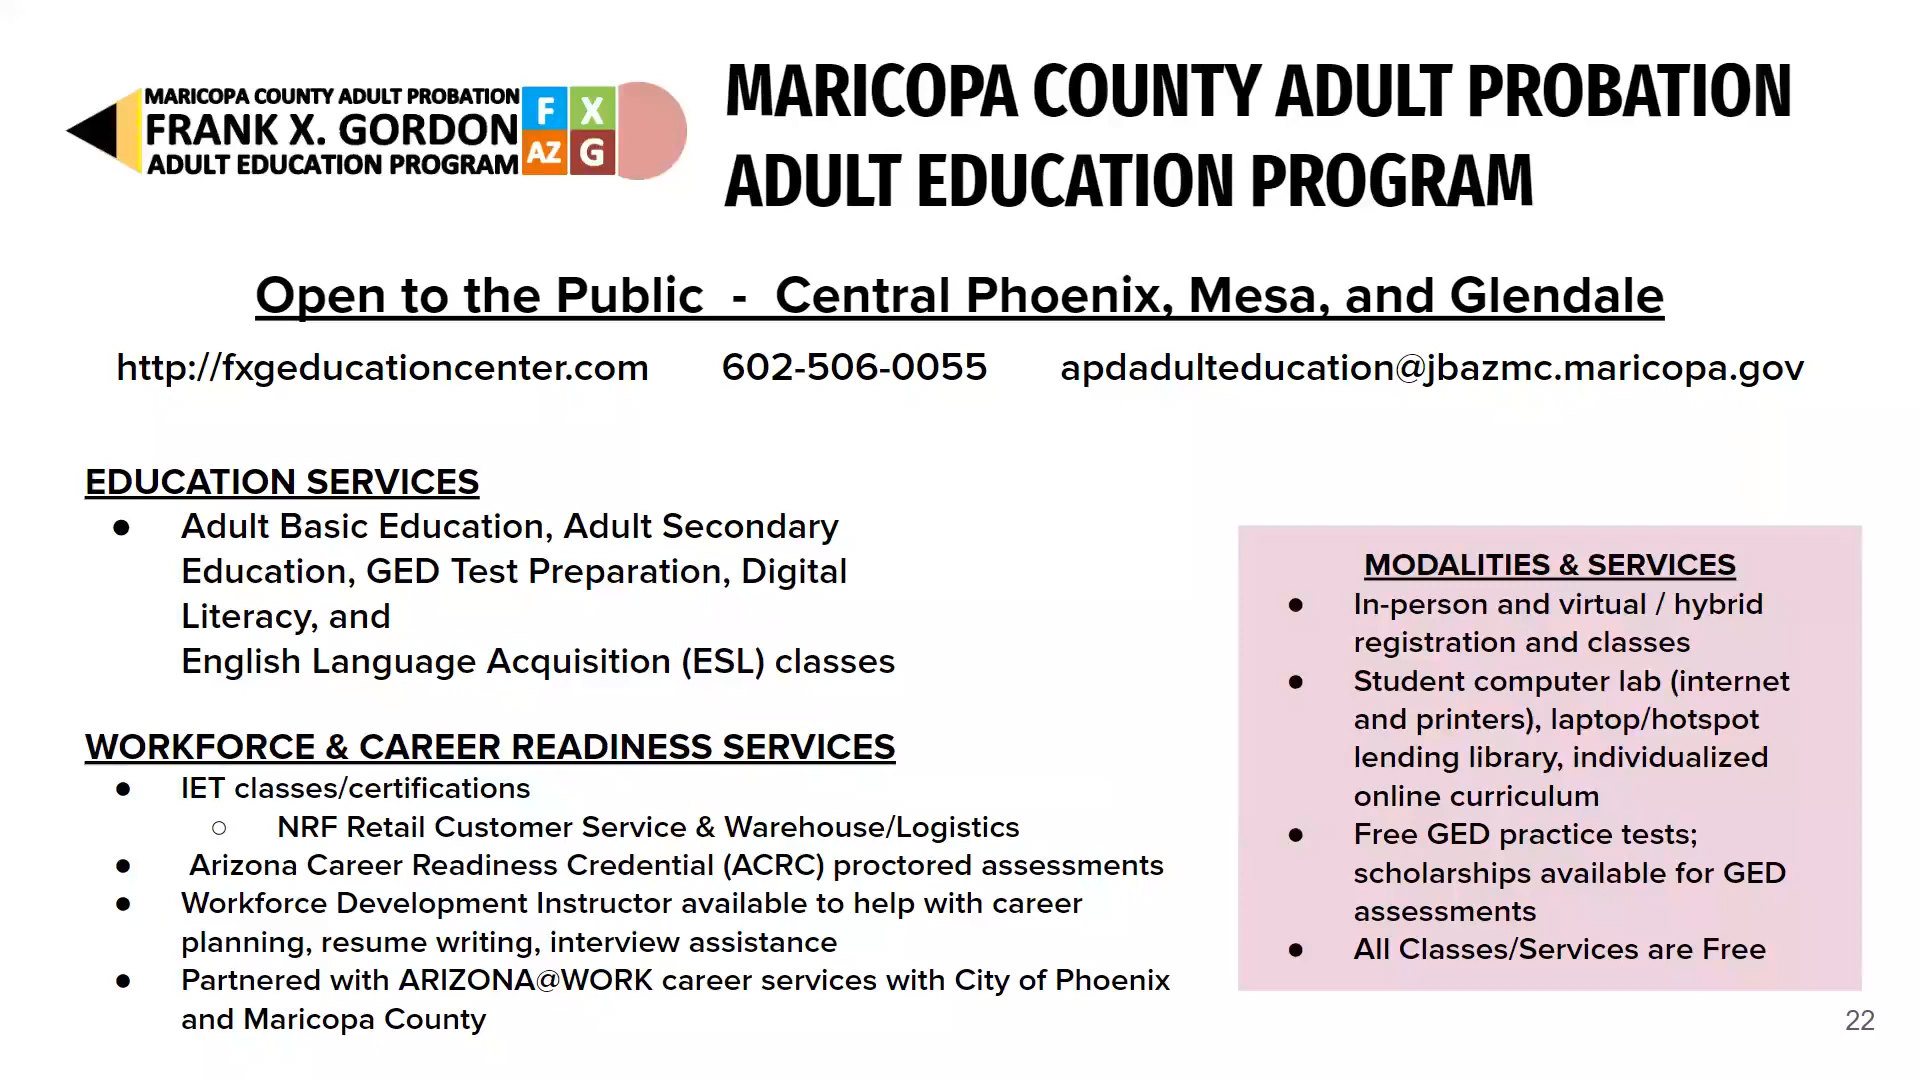 MARICOPA COUNTY ADULT PROBATION
FRANK X. GORDON
ADULT EDUCATION PROGRAM
F X
AZ G
MARICOPA COUNTY ADULT PROBATION
ADULT EDUCATION PROGRAM
Open to the Public - Central Phoenix, Mesa, and Glendale
http://fxgeducationcenter.com 602-506-0055 apdadulteducation@jbazmc.maricopa.gov
EDUCATION SERVICES
● Adult Basic Education, Adult Secondary
Education, GED Test Preparation, Digital
Literacy, and
English Language Acquisition (ESL) classes
WORKFORCE & CAREER READINESS SERVICES
● IET classes/certifications
○ NRF Retail Customer Service & Warehouse/Logistics
● Arizona Career Readiness Credential (ACRC) proctored assessments
● Workforce Development Instructor available to help with career
planning, resume writing, interview assistance
● Partnered with ARIZONA@WORK career services with City of Phoenix
and Maricopa County
MODALITIES & SERVICES
● In-person and virtual / hybrid
registration and classes
● Student computer lab (internet
and printers), laptop/hotspot
lending library, individualized
online curriculum
● Free GED practice tests;
scholarships available for GED
assessments
● All Classes/Services are Free
22